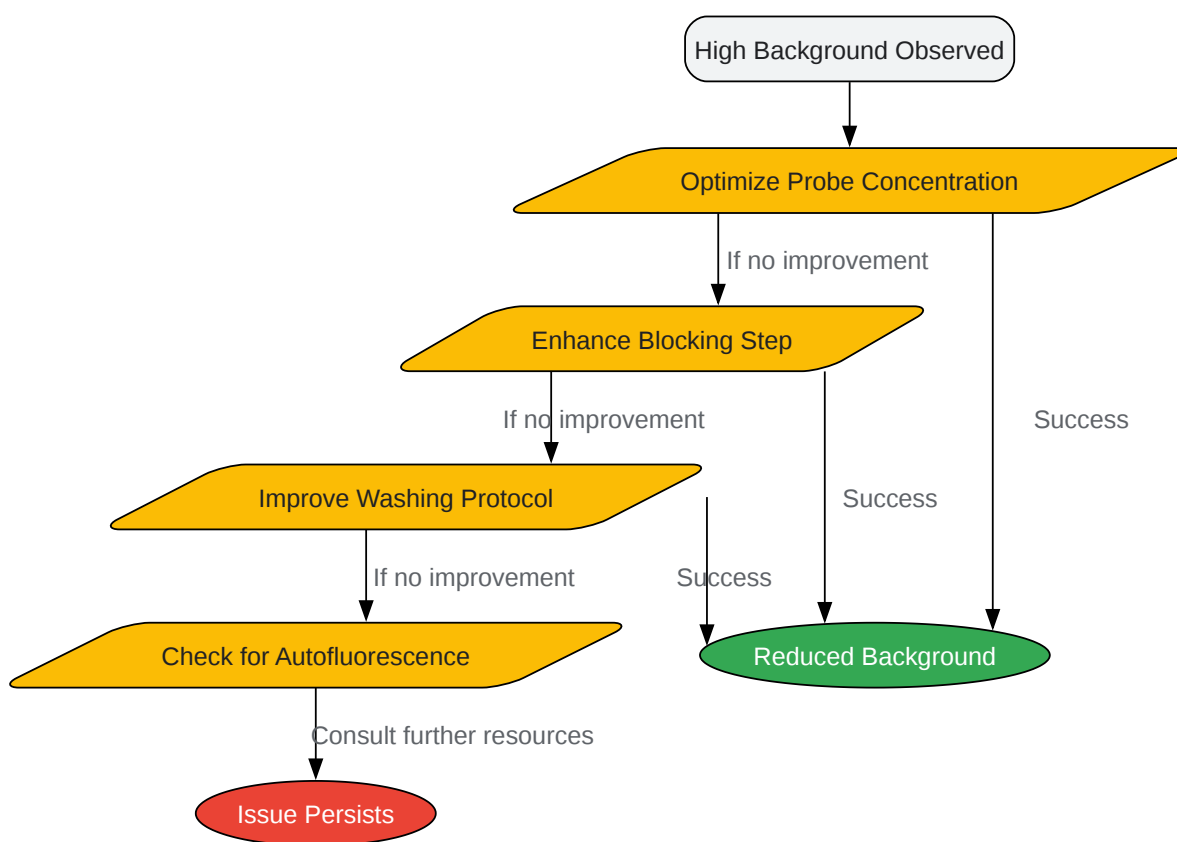 High Background Observed
Optimize Probe Concentration
If no improvement
Enhance Blocking Step
If no improvement
Success
Improve Washing Protocol
Success
If no improvement
Success
Check for Autofluorescence
Reduced Background
Consult further resources
Issue Persists